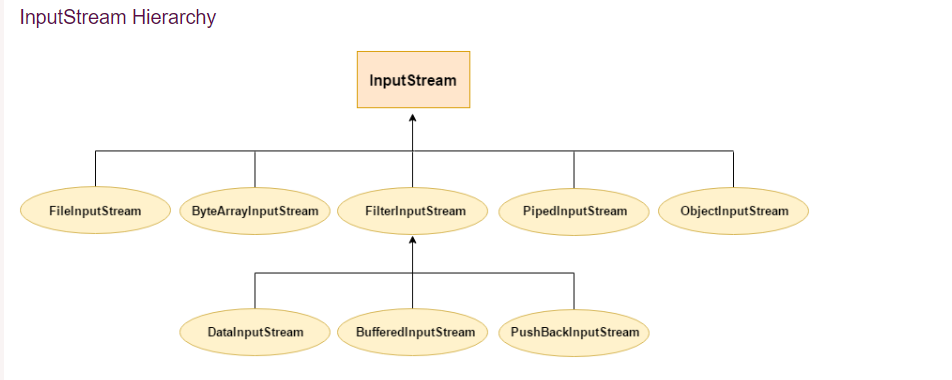 InputStream Hierarchy
InputStream
FileInputStream ByteArrayInputStream FilterInputStream PipedInputStream ObjectInputStream
DataInputStream BufferedInputStream PushBackInputStream